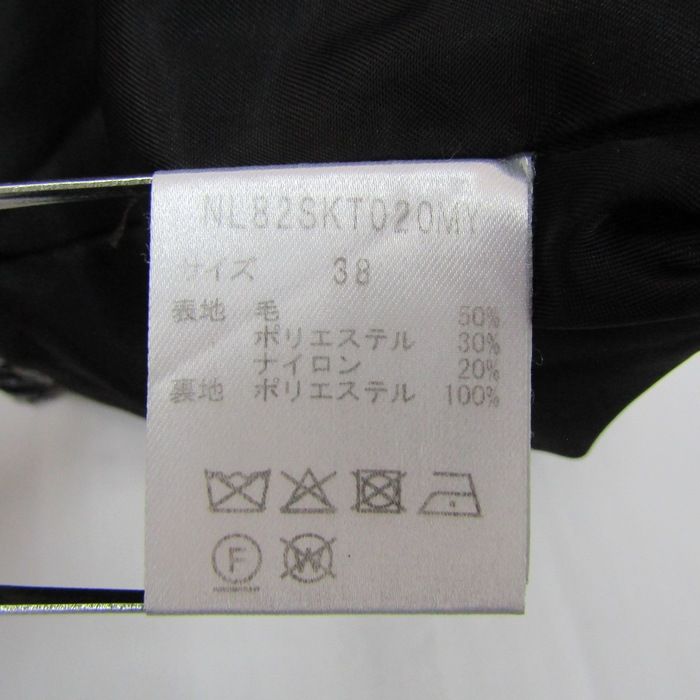 NL82SKT020MY
サイズ 38
表地 毛 50%
ポリエステル 30%
ナイロン 20%
裏地 ポリエステル 100%
F W